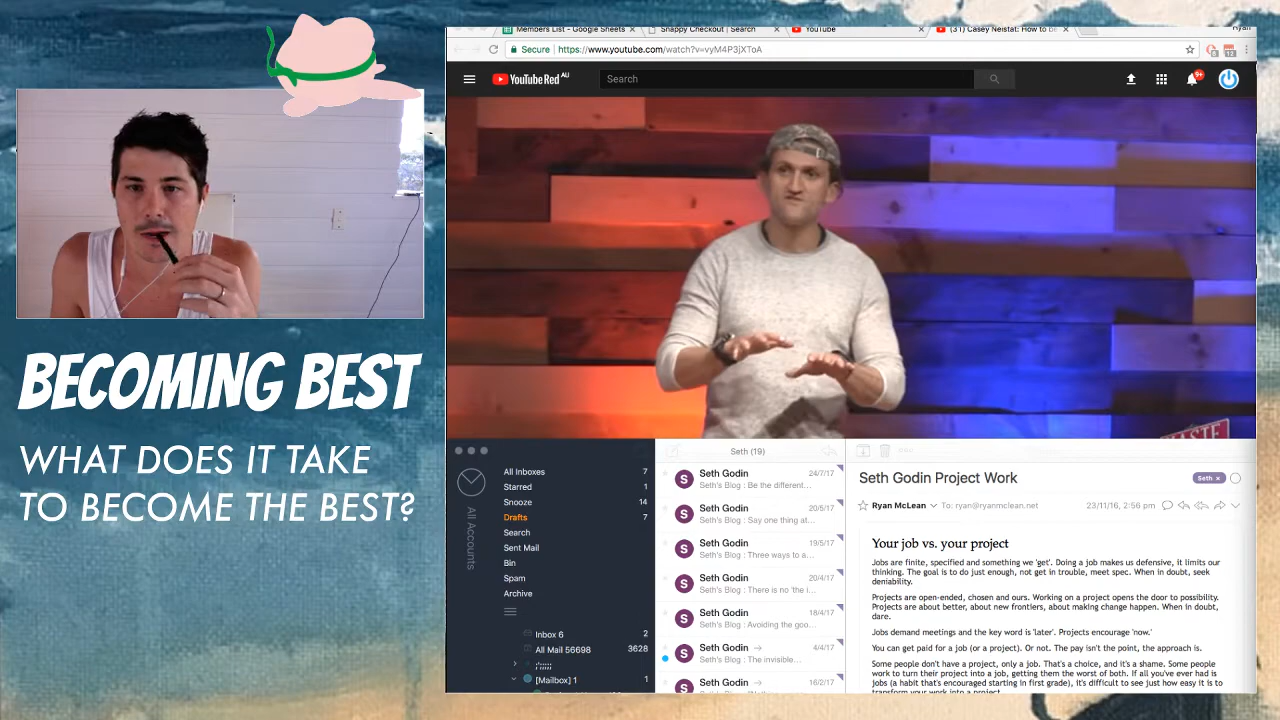 BECOMING BEST
WHAT DOES IT TAKE
TO BECOME THE BEST?
Members List - Google Sheets
Snappy Checkout | Search
YouTube
(31) Casey Neistat: How to be
Secure
https://www.youtube.com/watch?v=vyM4P3jXToA
YouTube Red AU
Search
9+
Seth (19)
All Accounts
All Inboxes 7
Starred 1
Snooze 14
Drafts 7
Search
Sent Mail
Bin
Spam
Archive
Inbox 6 2
All Mail 56698 3628
[Mailbox] 1 1
S Seth Godin 24/7/17
Seth's Blog : Be the different...
S Seth Godin 20/5/17
Seth's Blog : Say one thing at...
S Seth Godin 19/5/17
Seth's Blog : Three ways to a...
S Seth Godin 20/4/17
Seth's Blog : There is no 'the i...
S Seth Godin 18/4/17
Seth's Blog : Avoiding the goo...
S Seth Godin → 4/4/17
Seth's Blog : The invisible...
S Seth Godin → 16/2/17
Seth Godin Project Work
Seth ×
Ryan McLean To: ryan@ryanmclean.net 23/11/16, 2:56 pm
Your job vs. your project
Jobs are finite, specified and something we 'get'. Doing a job makes us defensive, it limits our
thinking. The goal is to do just enough, not get in trouble, meet spec. When in doubt, seek
deniability.
Projects are open-ended, chosen and ours. Working on a project opens the door to possibility.
Projects are about better, about new frontiers, about making change happen. When in doubt,
dare.
Jobs demand meetings and the key word is 'later'. Projects encourage 'now.'
You can get paid for a job (or a project). Or not. The pay isn't the point, the approach is.
Some people don't have a project, only a job. That's a choice, and it's a shame. Some people
work to turn their project into a job, getting them the worst of both. If all you've ever had is
jobs (a habit that's encouraged starting in first grade), it's difficult to see just how easy it is to
transform your work into a project.